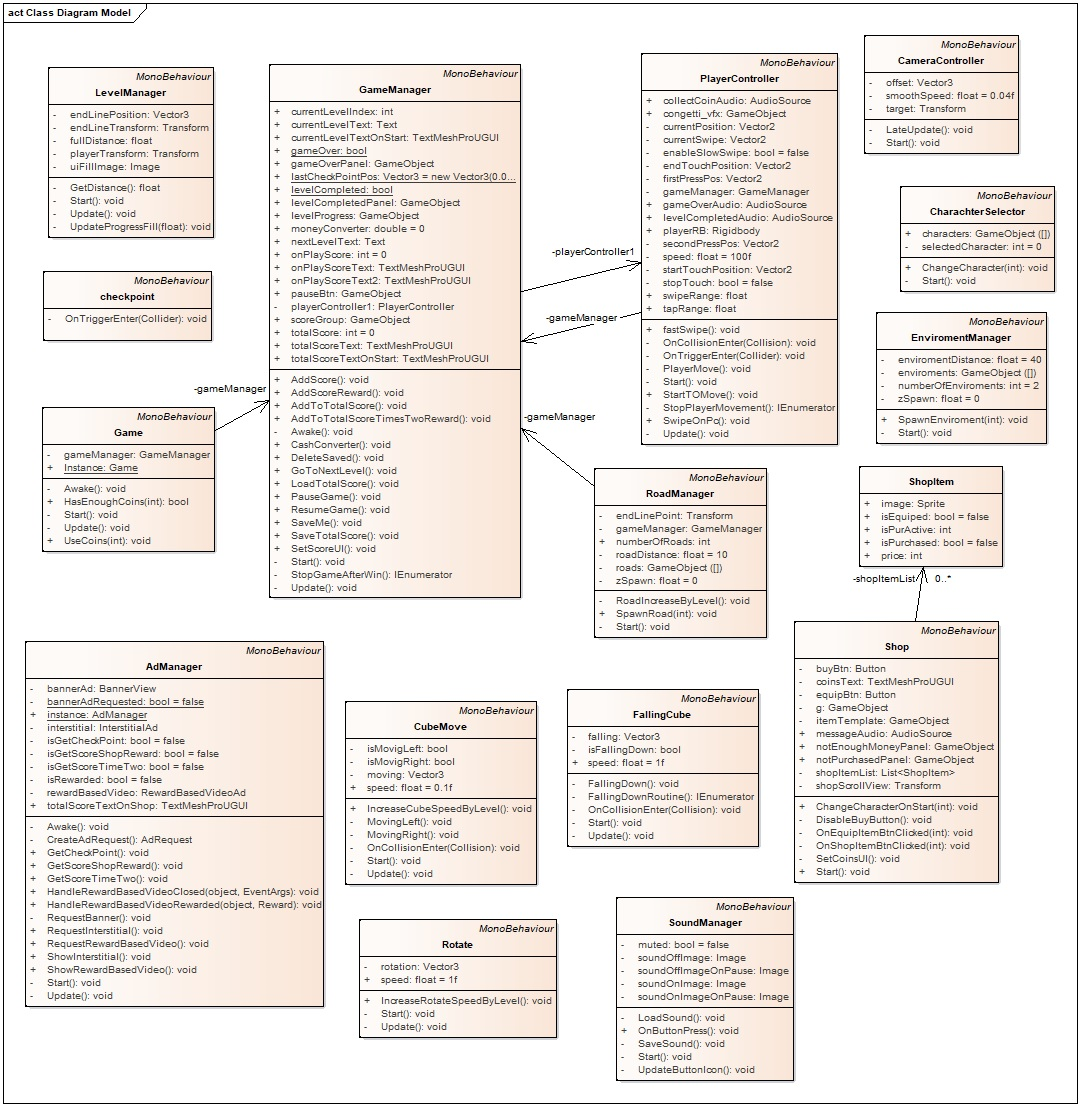 act Class Diagram Model
MonoBehaviour
LevelManager
- endLinePosition: Vector3
- endLineTransform: Transform
- fullDistance: float
- playerTransform: Transform
- uiFillImage: Image
- GetDistance(): float
- Start(): void
- Update(): void
- UpdateProgressFill(float): void
MonoBehaviour
checkpoint
- OnTriggerEnter(Collider): void
MonoBehaviour
Game
- gameManager: GameManager
+ Instance: Game
- Awake(): void
+ HasEnoughCoins(int): bool
- Start(): void
- Update(): void
+ UseCoins(int): void
-gameManager
MonoBehaviour
GameManager
+ currentLevelIndex: int
+ currentLevelText: Text
+ currentLevelTextOnStart: TextMeshProUGUI
+ gameOver: bool
+ gameOverPanel: GameObject
+ lastCheckPointPos: Vector3 = new Vector3(0.0...
+ levelCompleted: bool
+ levelCompletedPanel: GameObject
+ levelProgress: GameObject
+ moneyConverter: double = 0
+ nextLevelText: Text
+ onPlayScore: int = 0
+ onPlayScoreText: TextMeshProUGUI
+ onPlayScoreText2: TextMeshProUGUI
+ pauseBtn: GameObject
- playerController1: PlayerController
+ scoreGroup: GameObject
+ totalScore: int = 0
+ totalScoreText: TextMeshProUGUI
+ totalScoreTextOnStart: TextMeshProUGUI
+ AddScore(): void
+ AddScoreReward(): void
+ AddToTotalScore(): void
+ AddToTotalScoreTimesTwoReward(): void
- Awake(): void
+ CashConverter(): void
+ DeleteSaved(): void
+ GoToNextLevel(): void
+ LoadTotalScore(): void
+ PauseGame(): void
+ ResumeGame(): void
+ SaveMe(): void
+ SaveTotalScore(): void
+ SetScoreUI(): void
- Start(): void
- StopGameAfterWin(): IEnumerator
- Update(): void
-playerController1
-gameManager
-gameManager
MonoBehaviour
PlayerController
+ collectCoinAudio: AudioSource
+ congetti_vfx: GameObject
- currentPosition: Vector2
- currentSwipe: Vector2
- enableSlowSwipe: bool = false
- endTouchPosition: Vector2
- firstPressPos: Vector2
- gameManager: GameManager
+ gameOverAudio: AudioSource
+ levelCompletedAudio: AudioSource
+ playerRB: Rigidbody
- secondPressPos: Vector2
- speed: float = 100f
- startTouchPosition: Vector2
- stopTouch: bool = false
+ swipeRange: float
+ tapRange: float
+ fastSwipe(): void
- OnCollisionEnter(Collision): void
- OnTriggerEnter(Collider): void
- PlayerMove(): void
- Start(): void
+ StartTOMove(): void
- StopPlayerMovement(): IEnumerator
+ SwipeOnPc(): void
- Update(): void
MonoBehaviour
CameraController
- offset: Vector3
- smoothSpeed: float = 0.04f
- target: Transform
- LateUpdate(): void
- Start(): void
MonoBehaviour
CharachterSelector
+ characters: GameObject ([])
- selectedCharacter: int = 0
+ ChangeCharacter(int): void
- Start(): void
MonoBehaviour
EnviromentManager
- enviromentDistance: float = 40
- enviroments: GameObject ([])
- numberOfEnviroments: int = 2
- zSpawn: float = 0
+ SpawnEnviroment(int): void
- Start(): void
MonoBehaviour
RoadManager
- endLinePoint: Transform
- gameManager: GameManager
+ numberOfRoads: int
- roadDistance: float = 10
- roads: GameObject ([])
- zSpawn: float = 0
- RoadIncreaseByLevel(): void
+ SpawnRoad(int): void
- Start(): void
ShopItem
+ image: Sprite
+ isEquiped: bool = false
+ isPurActive: int
+ isPurchased: bool = false
+ price: int
-shopItemList
0..*
MonoBehaviour
Shop
- buyBtn: Button
- coinsText: TextMeshProUGUI
- equipBtn: Button
- g: GameObject
- itemTemplate: GameObject
+ messageAudio: AudioSource
+ notEnoughMoneyPanel: GameObject
+ notPurchasedPanel: GameObject
- shopItemList: List<ShopItem>
- shopScrollView: Transform
+ ChangeCharacterOnStart(int): void
- DisableBuyButton(): void
- OnEquipItemBtnClicked(int): void
- OnShopItemBtnClicked(int): void
- SetCoinsUI(): void
+ Start(): void
MonoBehaviour
AdManager
- bannerAd: BannerView
- bannerAdRequested: bool = false
+ instance: AdManager
- interstitial: InterstitialAd
- isGetCheckPoint: bool = false
- isGetScoreShopReward: bool = false
- isGetScoreTimeTwo: bool = false
- isRewarded: bool = false
- rewardBasedVideo: RewardBasedVideoAd
+ totalScoreTextOnShop: TextMeshProUGUI
- Awake(): void
- CreateAdRequest(): AdRequest
+ GetCheckPoint(): void
+ GetScoreShopReward(): void
+ GetScoreTimeTwo(): void
+ HandleRewardBasedVideoClosed(object, EventArgs): void
+ HandleRewardBasedVideoRewarded(object, Reward): void
- RequestBanner(): void
+ RequestInterstitial(): void
+ RequestRewardBasedVideo(): void
+ ShowInterstitial(): void
+ ShowRewardBasedVideo(): void
- Start(): void
- Update(): void
MonoBehaviour
CubeMove
- isMovigLeft: bool
- isMovigRight: bool
- moving: Vector3
+ speed: float = 0.1f
+ IncreaseCubeSpeedByLevel(): void
- MovingLeft(): void
- MovingRight(): void
- OnCollisionEnter(Collision): void
- Start(): void
- Update(): void
MonoBehaviour
FallingCube
- falling: Vector3
- isFallingDown: bool
+ speed: float = 1f
- FallingDown(): void
- FallingDownRoutine(): IEnumerator
- OnCollisionEnter(Collision): void
- Start(): void
- Update(): void
MonoBehaviour
Rotate
- rotation: Vector3
+ speed: float = 1f
+ IncreaseRotateSpeedByLevel(): void
- Start(): void
- Update(): void
MonoBehaviour
SoundManager
- muted: bool = false
- soundOffImage: Image
- soundOffImageOnPause: Image
- soundOnImage: Image
- soundOnImageOnPause: Image
- LoadSound(): void
+ OnButtonPress(): void
- SaveSound(): void
- Start(): void
- UpdateButtonIcon(): void